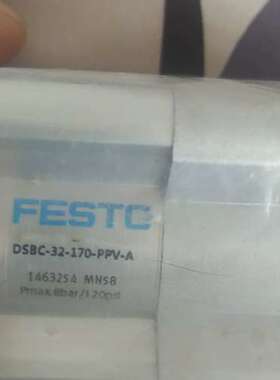 FESTO
DSBC-32-170-PPV-A
1463254 MN58
Pmax.8bar/120psi